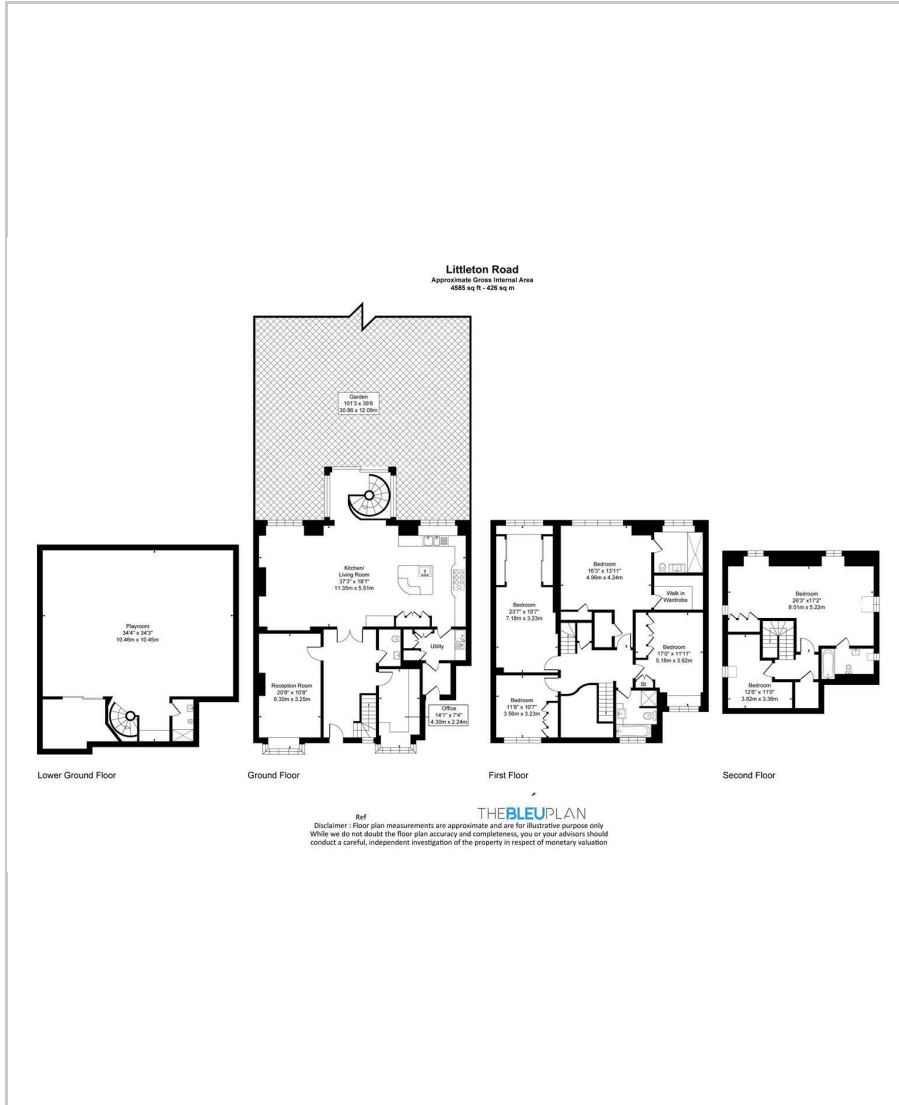 Littleton Road
Approximate Gross Internal Area
4585 sq ft - 426 sq m
Garden
101'3 x 39'8
30.86 x 12.09m
Kitchen/
Living Room
37'3" x 18'1"
11.35m x 5.51m
Utility
Reception Room
20'8" x 10'8"
6.30m x 3.25m
Office
14'1" x 7'4"
4.30m x 2.24m
Playroom
34'4" x 34'3"
10.46m x 10.45m
Bedroom
16'3" x 13'11"
4.96m x 4.24m
Walk in
Wardrobe
Bedroom
23'7" x 10'7"
7.18m x 3.23m
Bedroom
17'0" x 11'11"
5.18m x 3.62m
St
Bedroom
11'8" x 10'7"
3.56m x 3.23m
Bedroom
26'3" x17'2"
8.01m x 5.22m
Bedroom
12'6" x 11'0"
3.82m x 3.36m
Lower Ground Floor
Ground Floor
First Floor
Second Floor
Ref
THEBLEUPLAN
Disclaimer : Floor plan measurements are approximate and are for illustrative purpose only
While we do not doubt the floor plan accuracy and completeness, you or your advisors should
conduct a careful, independent investigation of the property in respect of monetary valuation